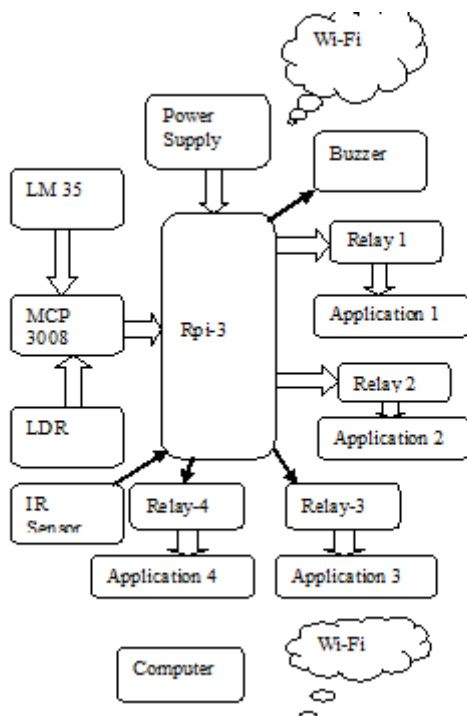 Wi-Fi
Power
Supply
Buzzer
LM 35
Relay 1
MCP
3008
Rpi-3
Application 1
Relay 2
LDR
Application 2
IR
Sensor
Relay-4
Relay-3
Application 4
Application 3
Wi-Fi
Computer